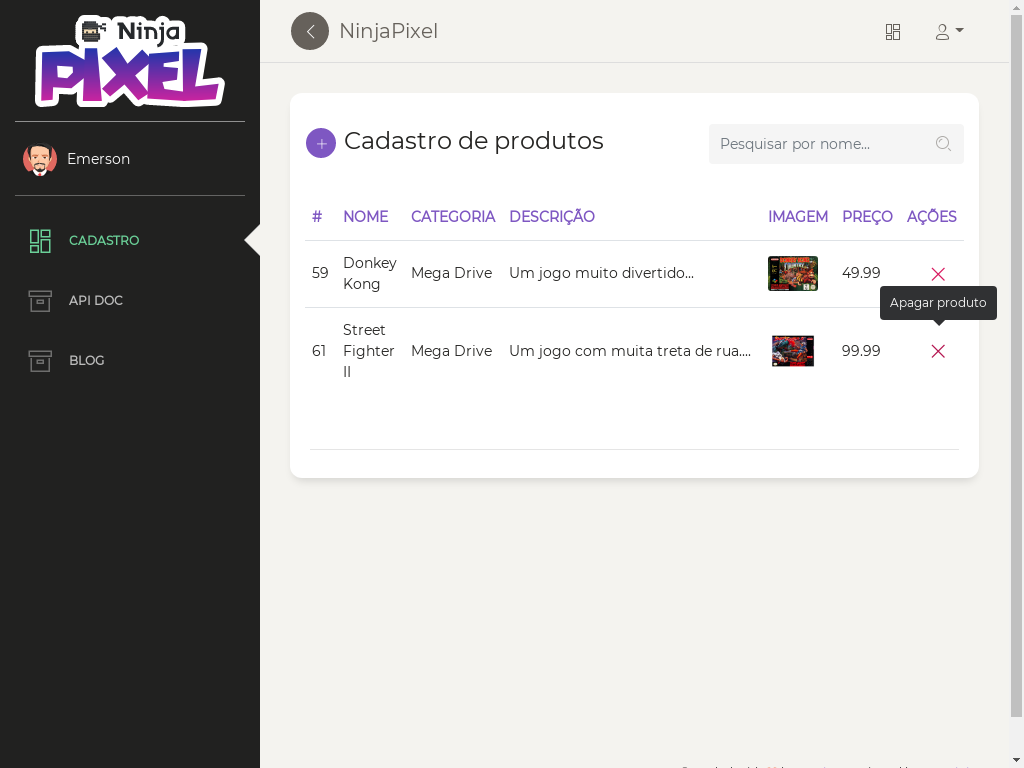 Ninja
PIXEL
NinjaPixel
Emerson
CADASTRO
API DOC
BLOG
Cadastro de produtos
Pesquisar por nome...
# NOME CATEGORIA DESCRIÇÃO IMAGEM PREÇO AÇÕES
59 Donkey Kong Mega Drive Um jogo muito divertido... 49.99
Apagar produto
61 Street Fighter II Mega Drive Um jogo com muita treta de rua.... 99.99